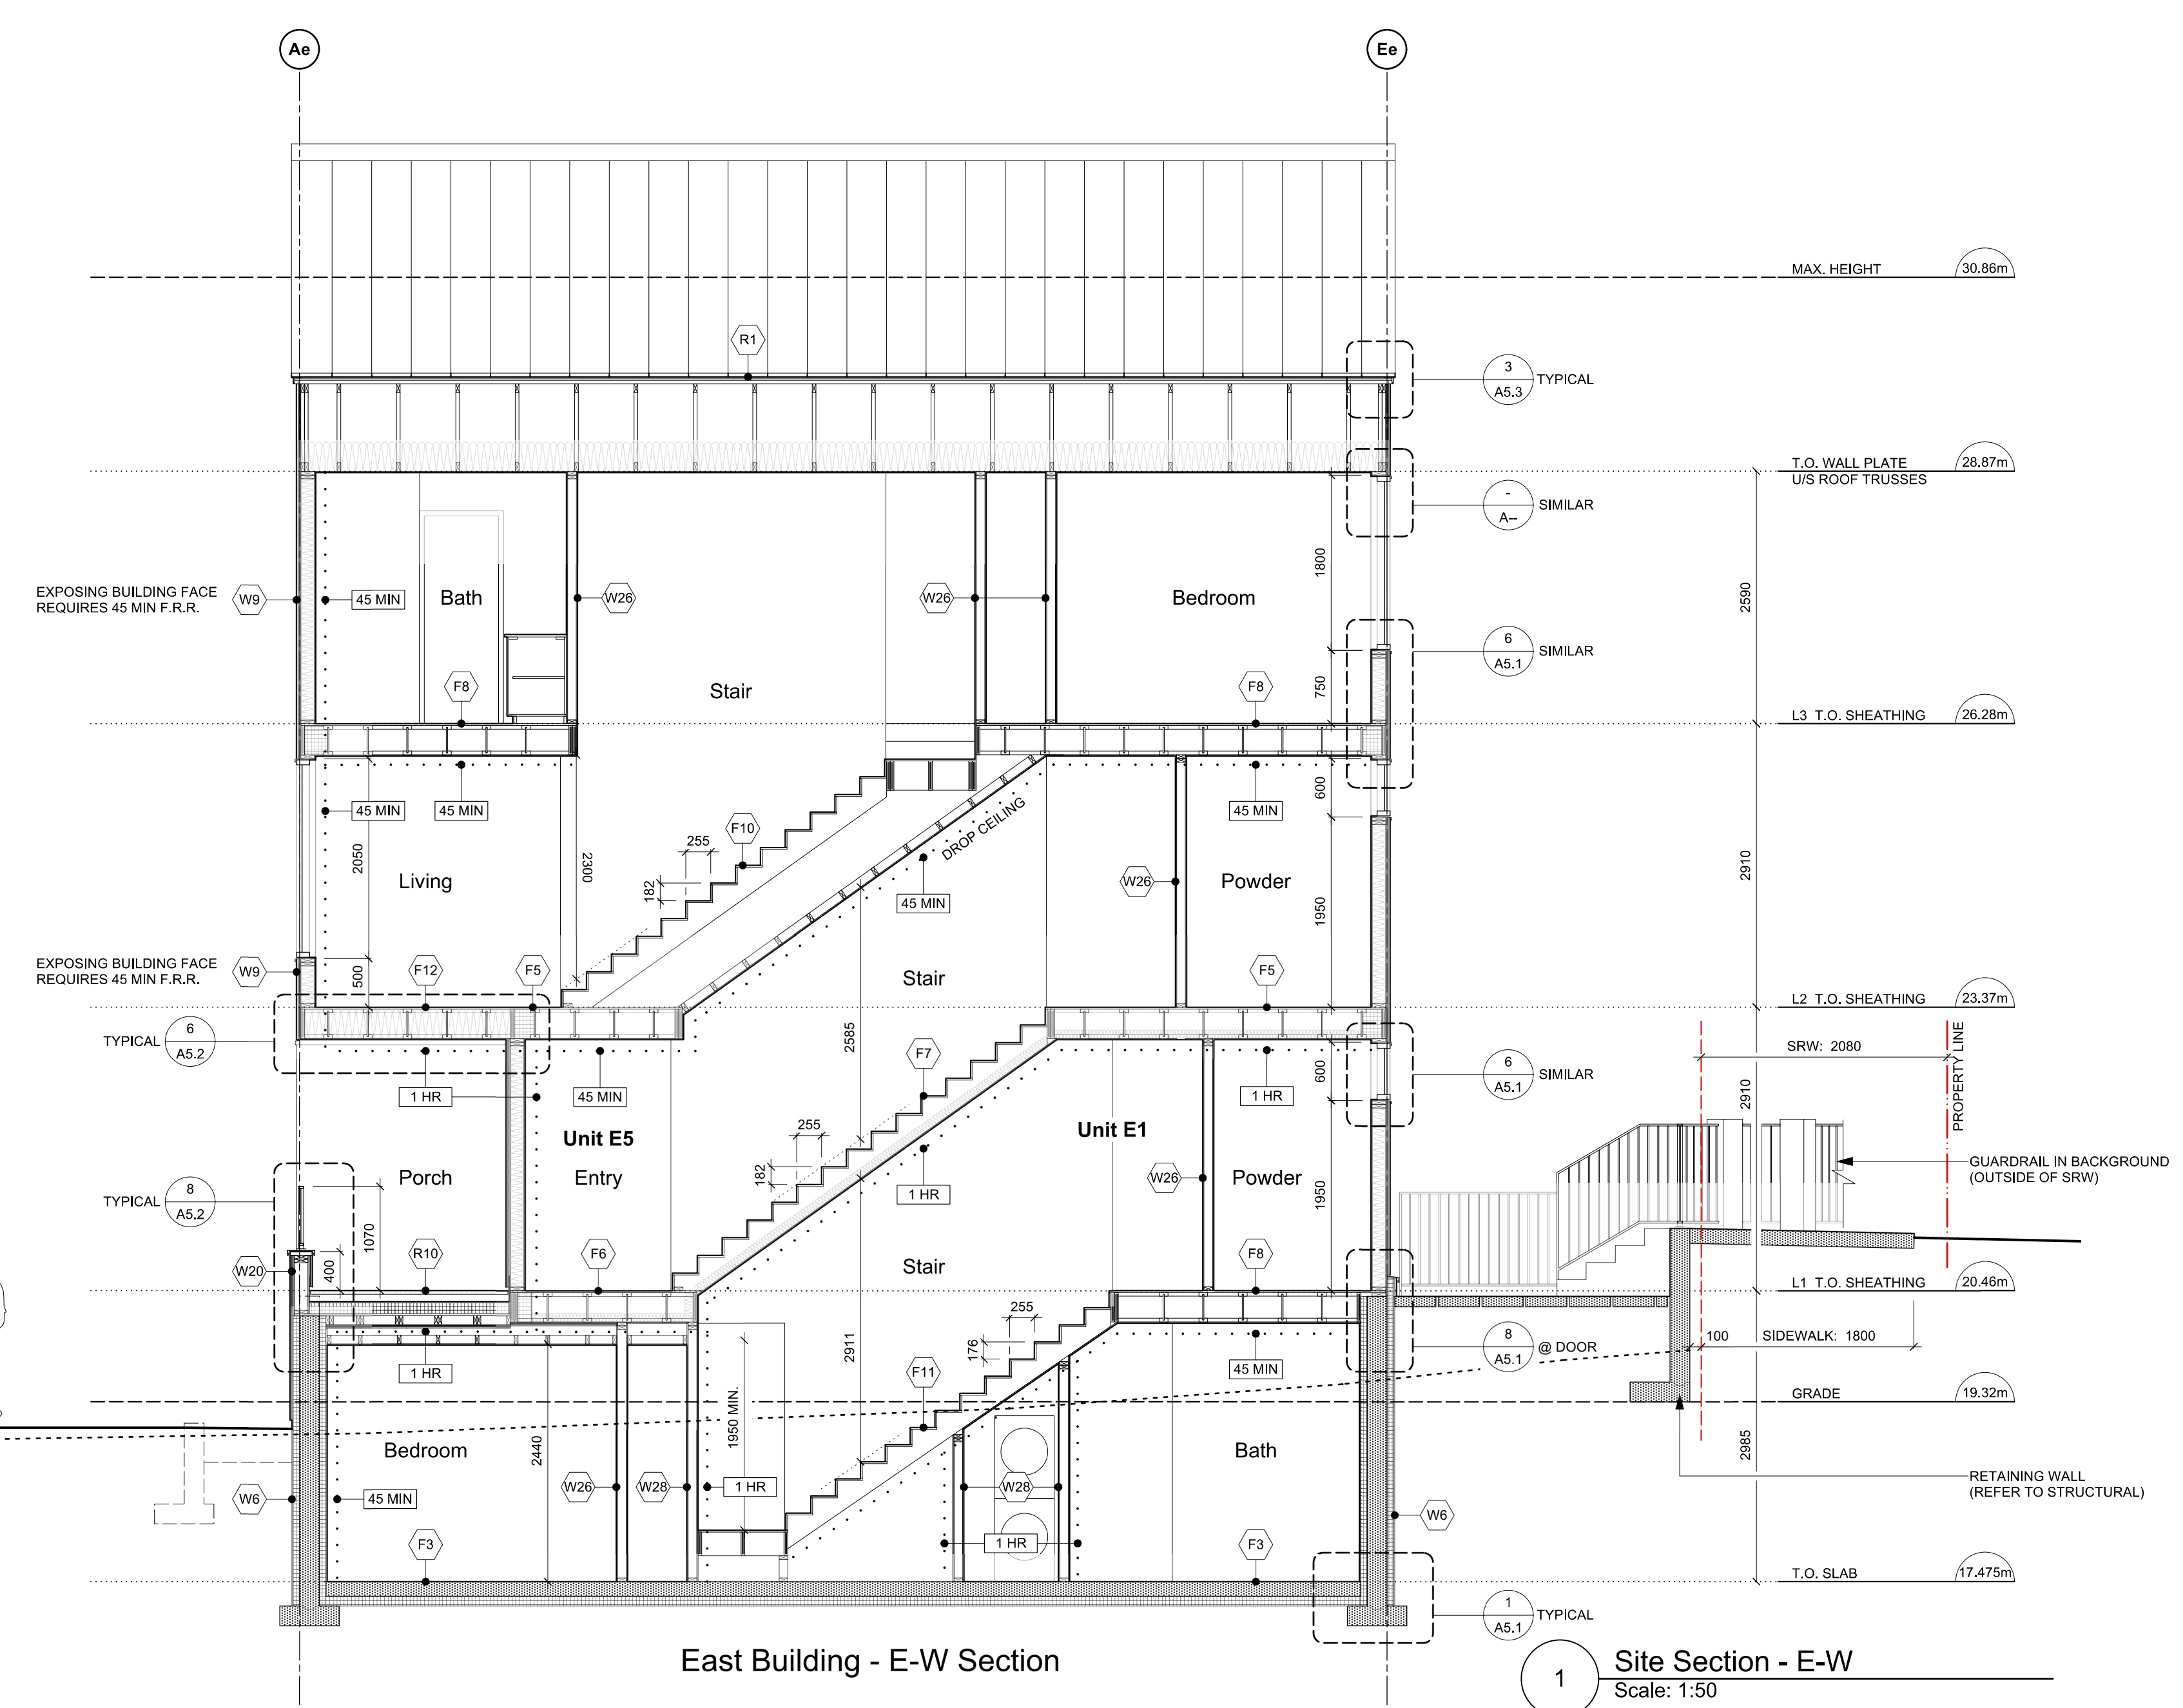 Ae
Ee
MAX. HEIGHT 30.86m
R1
3
A5.3
TYPICAL
T.O. WALL PLATE 28.87m
U/S ROOF TRUSSES
-
A--
SIMILAR
1800
EXPOSING BUILDING FACE
REQUIRES 45 MIN F.R.R.
W9
45 MIN
Bath
W26
W26
Bedroom
2590
6
A5.1
SIMILAR
F8
Stair
F8
750
L3 T.O. SHEATHING 26.28m
45 MIN
45 MIN
45 MIN
600
DROP CEILING
255
F10
2050
2300
182
Living
45 MIN
W26
Powder
1950
2910
EXPOSING BUILDING FACE
REQUIRES 45 MIN F.R.R.
W9
500
F12
F5
Stair
F5
L2 T.O. SHEATHING 23.37m
TYPICAL
6
A5.2
2585
F7
SRW: 2080
PROPERTY LINE
1 HR
45 MIN
1 HR
600
6
A5.1
SIMILAR
2910
255
182
Unit E5
Entry
Unit E1
1 HR
Porch
W26
Powder
1950
GUARDRAIL IN BACKGROUND
(OUTSIDE OF SRW)
TYPICAL
8
A5.2
1070
400
W20
R10
F6
Stair
F8
L1 T.O. SHEATHING 20.46m
255
176
2911
1 HR
45 MIN
8
A5.1
@ DOOR
100
SIDEWALK: 1800
F11
GRADE 19.32m
1950 MIN.
2440
Bedroom
Bath
2985
W6
45 MIN
W26
W28
1 HR
W28
RETAINING WALL
(REFER TO STRUCTURAL)
W6
F3
1 HR
F3
T.O. SLAB 17.475m
1
A5.1
TYPICAL
East Building - E-W Section
1
Site Section - E-W
Scale: 1:50